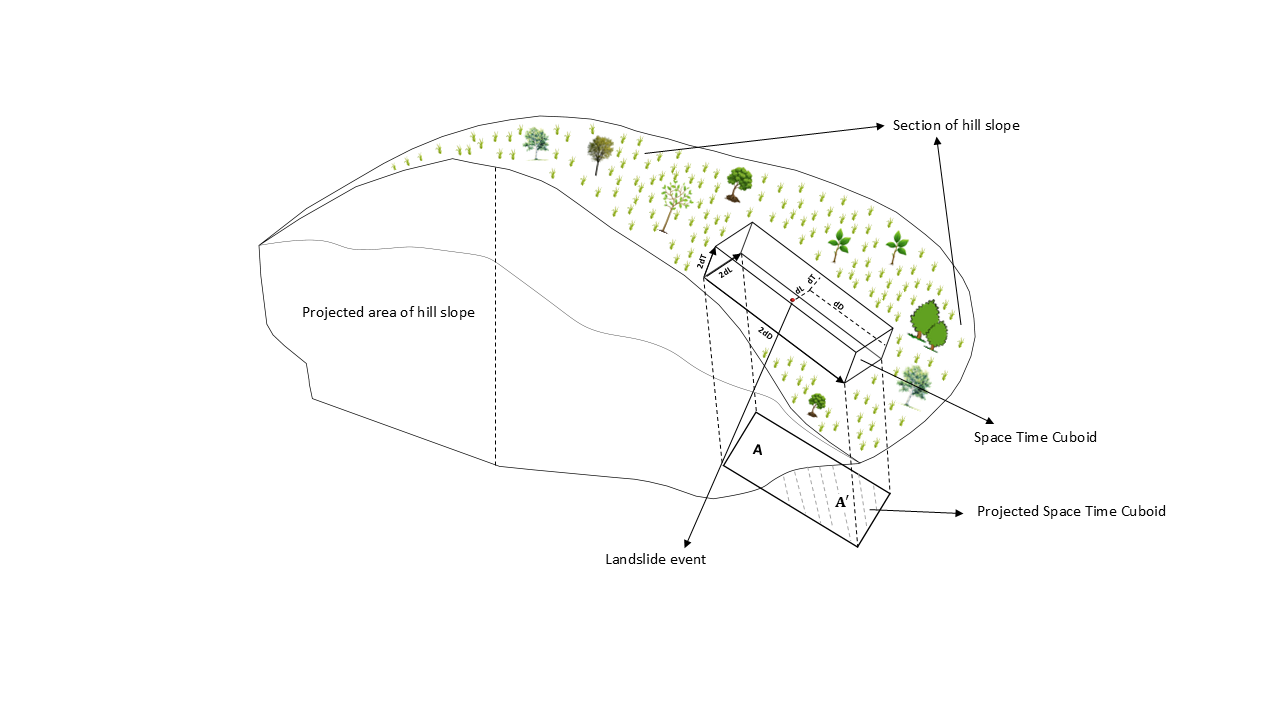 Section of hill slope
2dT
2dL
dL
dT
dD
Projected area of hill slope
2dD
Space Time Cuboid
A
A′
Projected Space Time Cuboid
Landslide event